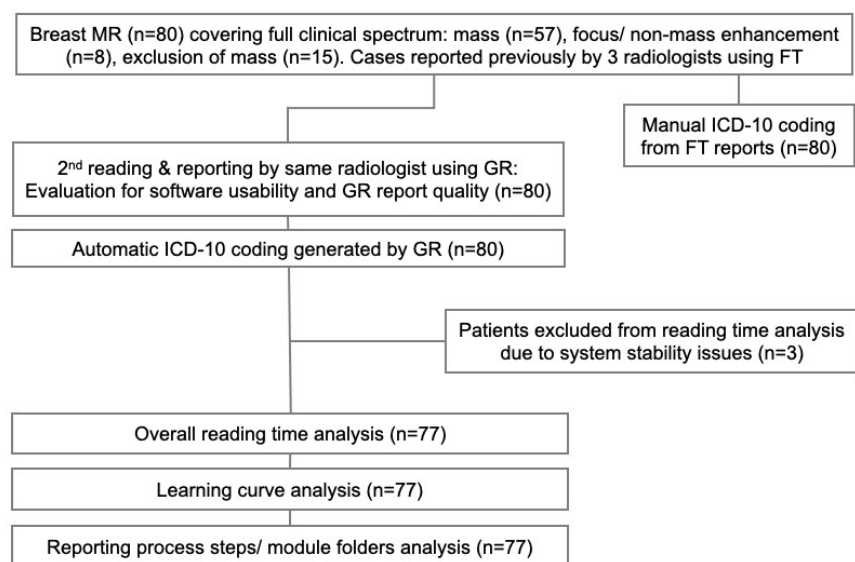 Breast MR (n=80) covering full clinical spectrum: mass (n=57), focus/ non-mass enhancement
(n=8), exclusion of mass (n=15). Cases reported previously by 3 radiologists using FT
Manual ICD-10 coding
from FT reports (n=80)
2nd reading & reporting by same radiologist using GR:
Evaluation for software usability and GR report quality (n=80)
Automatic ICD-10 coding generated by GR (n=80)
Patients excluded from reading time analysis
due to system stability issues (n=3)
Overall reading time analysis (n=77)
Learning curve analysis (n=77)
Reporting process steps/ module folders analysis (n=77)